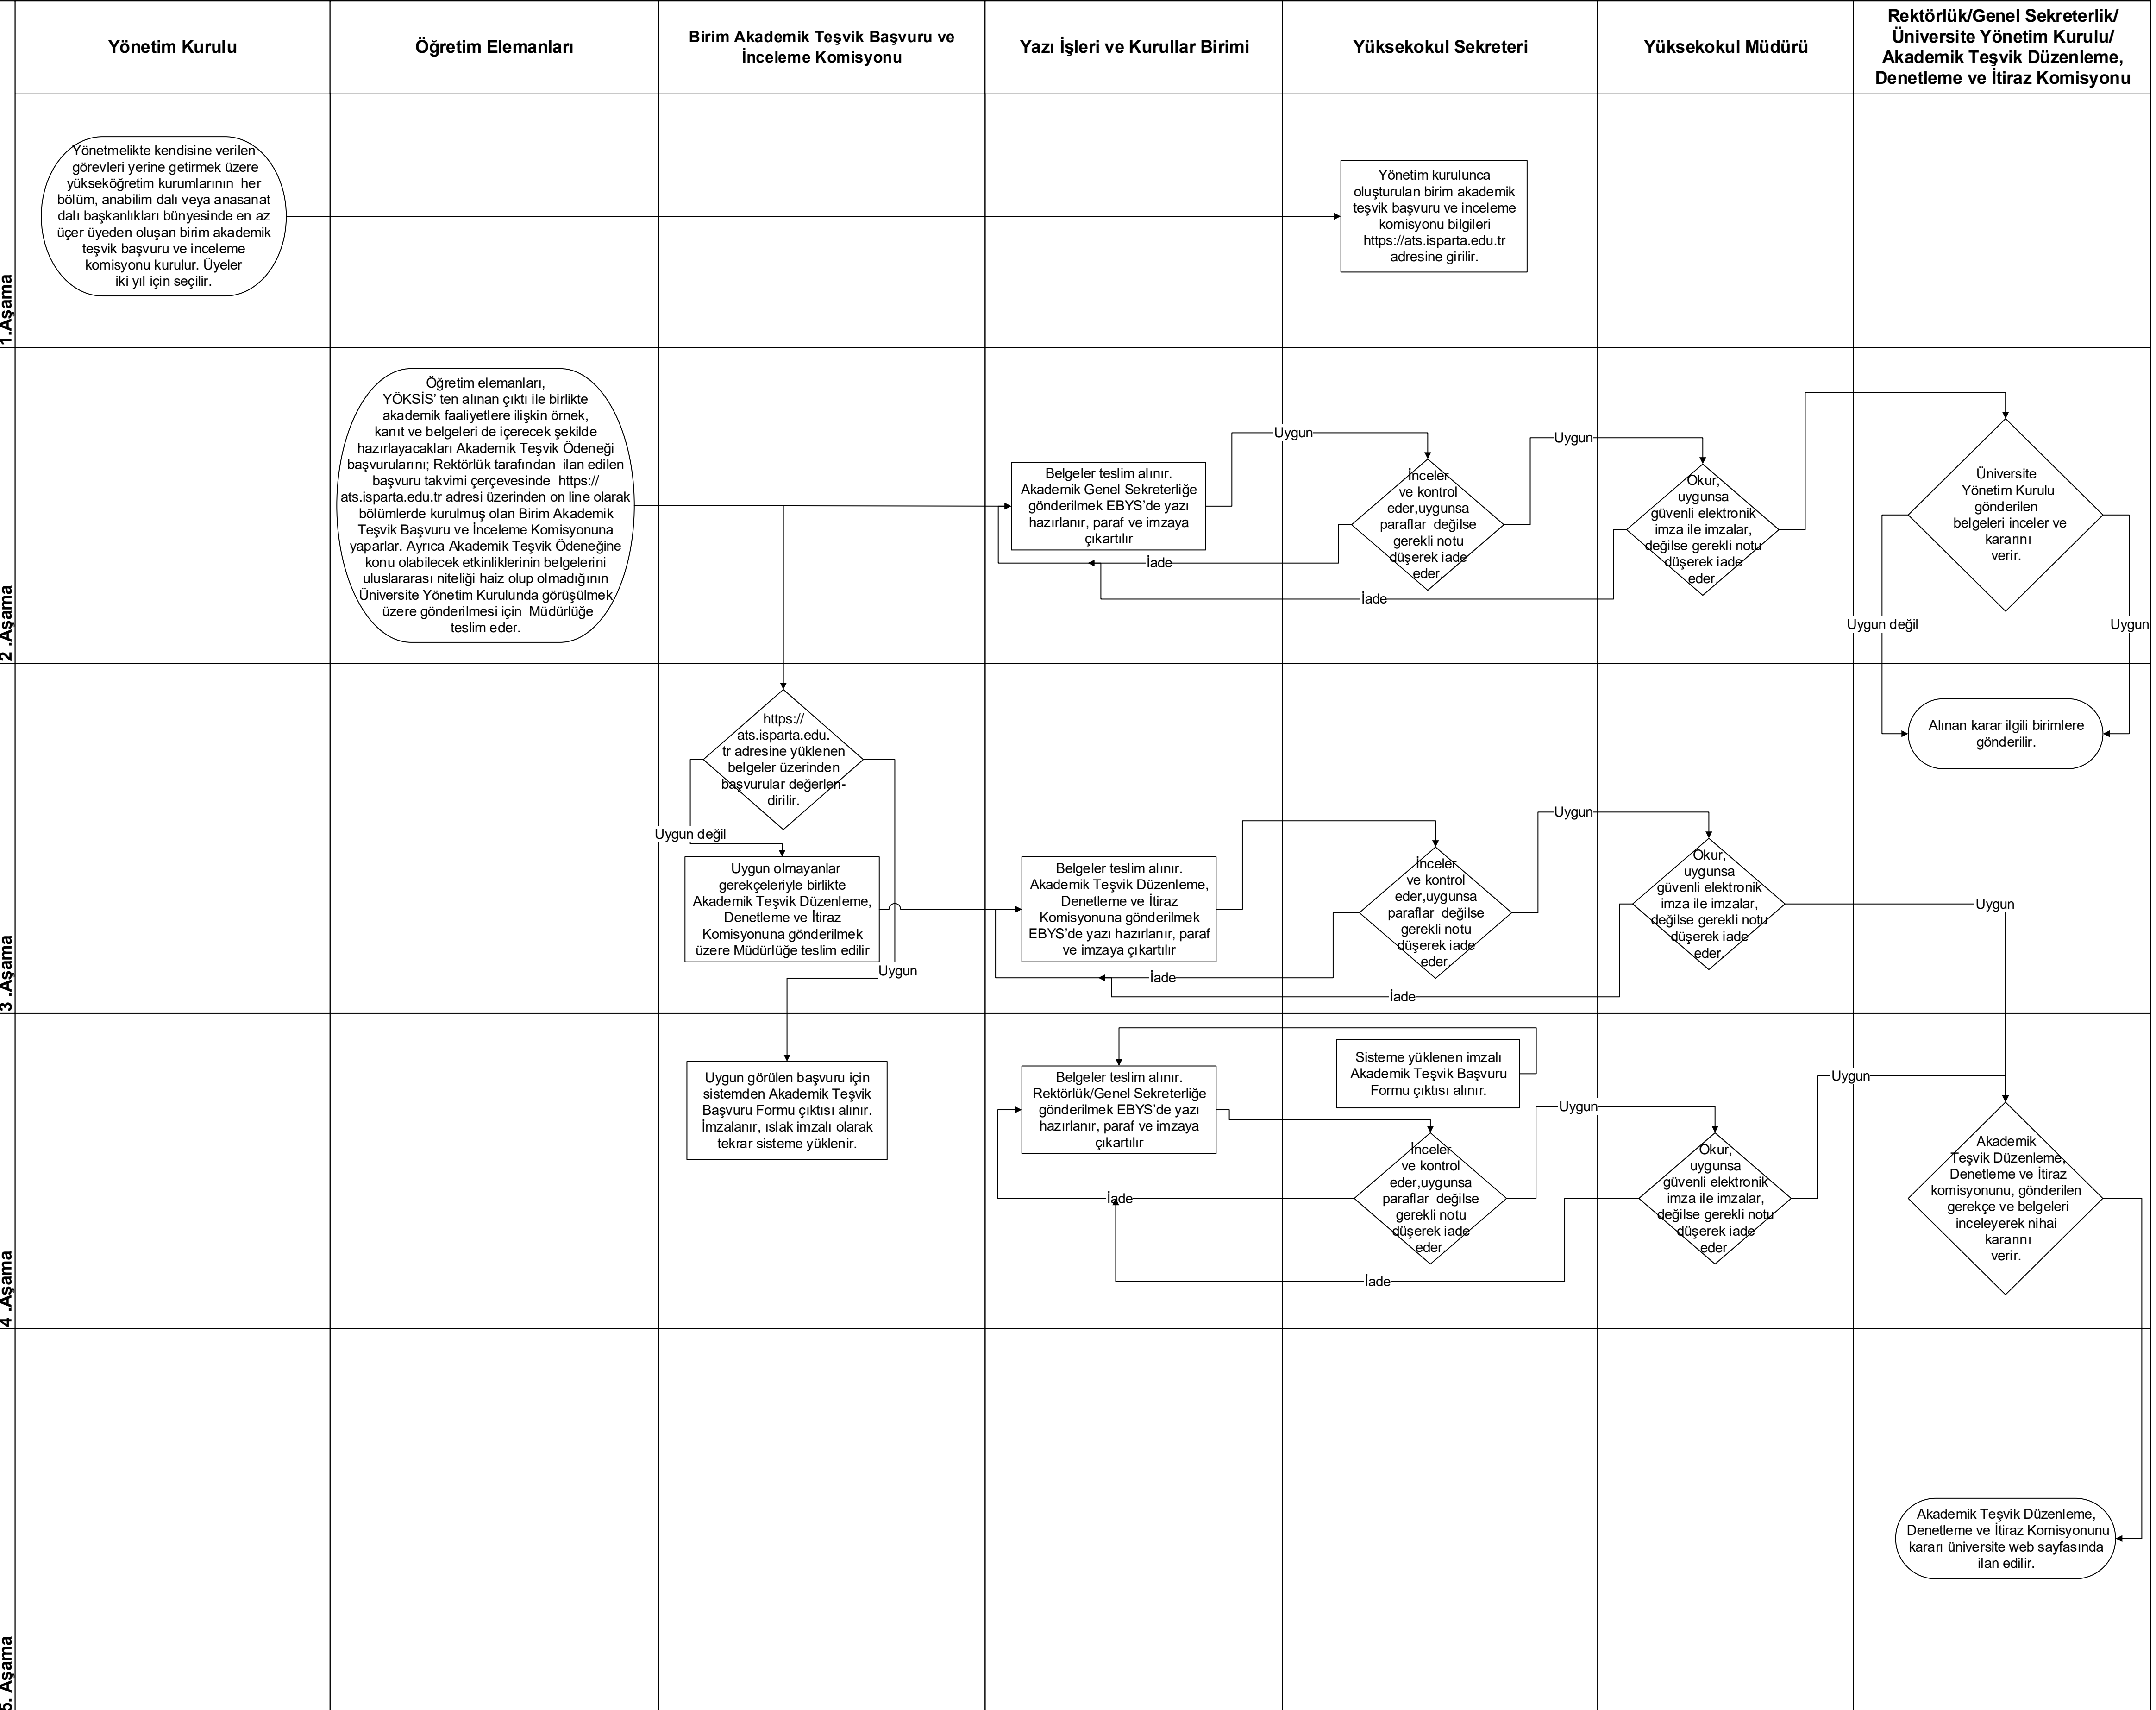 Yönetim Kurulu
Öğretim Elemanları
Birim Akademik Teşvik Başvuru ve
İnceleme Komisyonu
Yazı İşleri ve Kurullar Birimi
Yüksekokul Sekreteri
Yüksekokul Müdürü
Rektörlük/Genel Sekreterlik/
Üniversite Yönetim Kurulu/
Akademik Teşvik Düzenleme,
Denetleme ve İtiraz Komisyonu
1.Aşama
Yönetmelikte kendisine verilen
görevleri yerine getirmek üzere
yükseköğretim kurumlarının her
bölüm, anabilim dalı veya anasanat
dalı başkanlıkları bünyesinde en az
üçer üyeden oluşan birim akademik
teşvik başvuru ve inceleme
komisyonu kurulur. Üyeler
iki yıl için seçilir.
Yönetim kurulunca
oluşturulan birim akademik
teşvik başvuru ve inceleme
komisyonu bilgileri
https://ats.isparta.edu.tr
adresine girilir.
2 .Aşama
Öğretim elemanları,
YÖKSİS’ ten alınan çıktı ile birlikte
akademik faaliyetlere ilişkin örnek,
kanıt ve belgeleri de içerecek şekilde
hazırlayacakları Akademik Teşvik Ödeneği
başvurularını; Rektörlük tarafından ilan edilen
başvuru takvimi çerçevesinde https://
ats.isparta.edu.tr adresi üzerinden on line olarak
bölümlerde kurulmuş olan Birim Akademik
Teşvik Başvuru ve İnceleme Komisyonuna
yaparlar. Ayrıca Akademik Teşvik Ödeneğine
konu olabilecek etkinliklerinin belgelerini
uluslararası niteliği haiz olup olmadığının
Üniversite Yönetim Kurulunda görüşülmek
üzere gönderilmesi için Müdürlüğe
teslim eder.
Belgeler teslim alınır.
Akademik Genel Sekreterliğe
gönderilmek EBYS’de yazı
hazırlanır, paraf ve imzaya
çıkartılır
Uygun
İnceler
ve kontrol
eder,uygunsa
paraflar değilse
gerekli notu
düşerek iade
eder.
İade
Uygun
Okur,
uygunsa
güvenli elektronik
imza ile imzalar,
değilse gerekli notu
düşerek iade
eder.
İade
Üniversite
Yönetim Kurulu
gönderilen
belgeleri inceler ve
kararını
verir.
Uygun değil
Uygun
3 .Aşama
https://
ats.isparta.edu.
tr adresine yüklenen
belgeler üzerinden
başvurular değerlen-
dirilir.
Uygun değil
Uygun olmayanlar
gerekçeleriyle birlikte
Akademik Teşvik Düzenleme,
Denetleme ve İtiraz
Komisyonuna gönderilmek
üzere Müdürlüğe teslim edilir
Uygun
Belgeler teslim alınır.
Akademik Teşvik Düzenleme,
Denetleme ve İtiraz
Komisyonuna gönderilmek
EBYS’de yazı hazırlanır, paraf
ve imzaya çıkartılır
İnceler
ve kontrol
eder,uygunsa
paraflar değilse
gerekli notu
düşerek iade
eder.
İade
Uygun
Okur,
uygunsa
güvenli elektronik
imza ile imzalar,
değilse gerekli notu
düşerek iade
eder.
İade
Uygun
Alınan karar ilgili birimlere
gönderilir.
4 .Aşama
Uygun görülen başvuru için
sistemden Akademik Teşvik
Başvuru Formu çıktısı alınır.
İmzalanır, ıslak imzalı olarak
tekrar sisteme yüklenir.
Belgeler teslim alınır.
Rektörlük/Genel Sekreterliğe
gönderilmek EBYS’de yazı
hazırlanır, paraf ve imzaya
çıkartılır
Sisteme yüklenen imzalı
Akademik Teşvik Başvuru
Formu çıktısı alınır.
İnceler
ve kontrol
eder,uygunsa
paraflar değilse
gerekli notu
düşerek iade
eder.
İade
Uygun
Okur,
uygunsa
güvenli elektronik
imza ile imzalar,
değilse gerekli notu
düşerek iade
eder.
İade
Uygun
Akademik
Teşvik Düzenleme,
Denetleme ve İtiraz
komisyonunu, gönderilen
gerekçe ve belgeleri
inceleyerek nihai
kararını
verir.
5. Aşama
Akademik Teşvik Düzenleme,
Denetleme ve İtiraz Komisyonunu
kararı üniversite web sayfasında
ilan edilir.